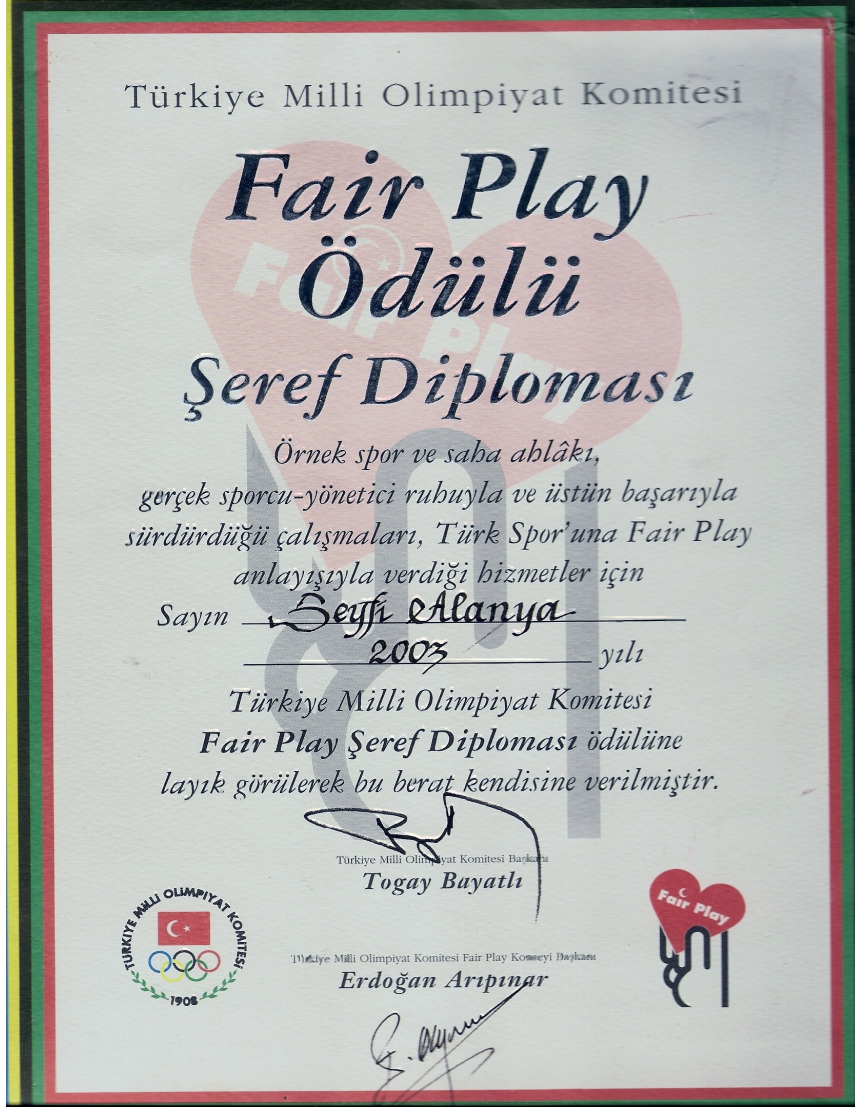 Türkiye Milli Olimpiyat Komitesi
Fair Play
Ödülü
Şeref Diploması
Örnek spor ve saha ahlâkı,
gerçek sporcu-yönetici ruhuyla ve üstün başarıyla
sürdürdüğü çalışmaları, Türk Spor'una Fair Play
anlayışıyla verdiği hizmetler için
Sayın Seyfi Alanya
2003 yılı
Türkiye Milli Olimpiyat Komitesi
Fair Play Şeref Diploması ödülüne
layık görülerek bu berat kendisine verilmiştir.
Türkiye Milli Olimpiyat Komitesi Başkanı
Togay Bayatlı
Türkiye Milli Olimpiyat Komitesi Fair Play Konseyi Başkanı
Erdoğan Arıpınar
TÜRKİYE MİLLİ OLİMPİYAT KOMİTESİ
1908
Fair Play
Fair Play